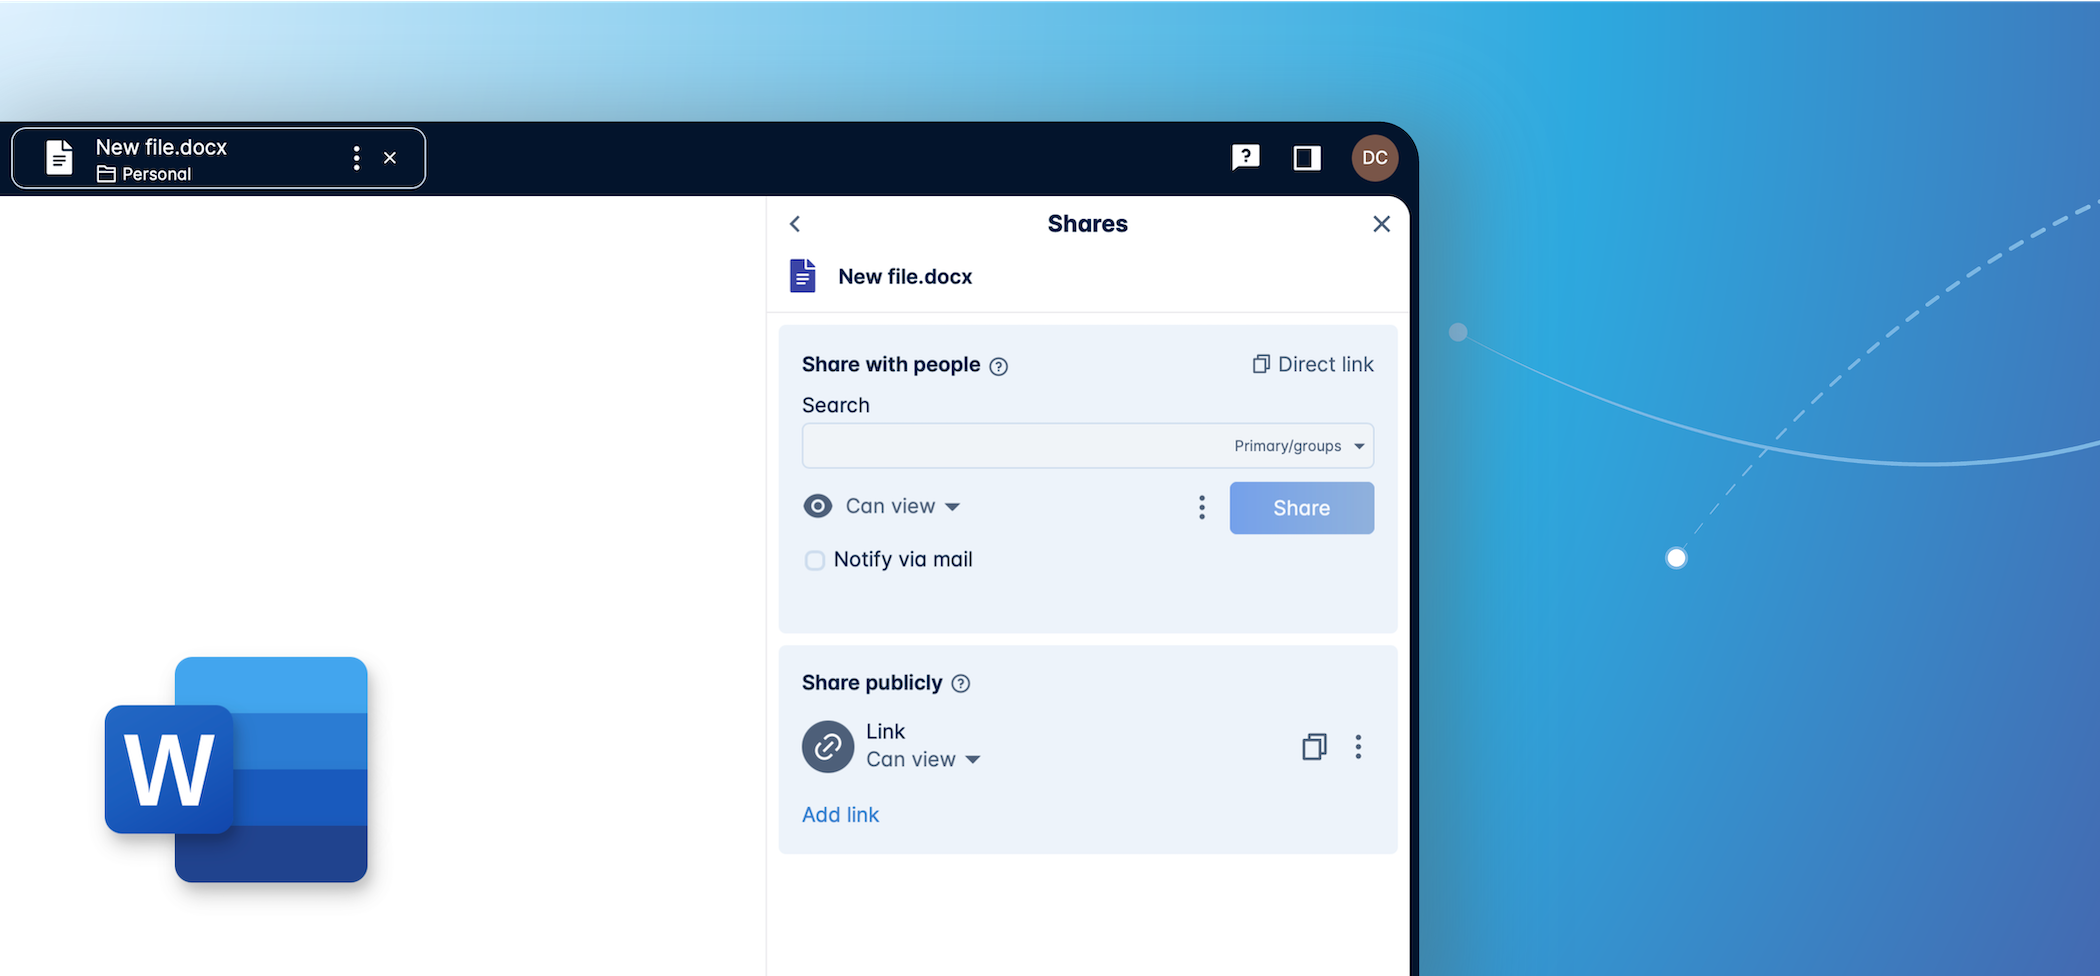 New file.docx
Personal
DC
Shares
New file.docx
Share with people
Direct link
Search
Primary/groups
Can view
Share
Notify via mail
Share publicly
Link
Can view
Add link
W